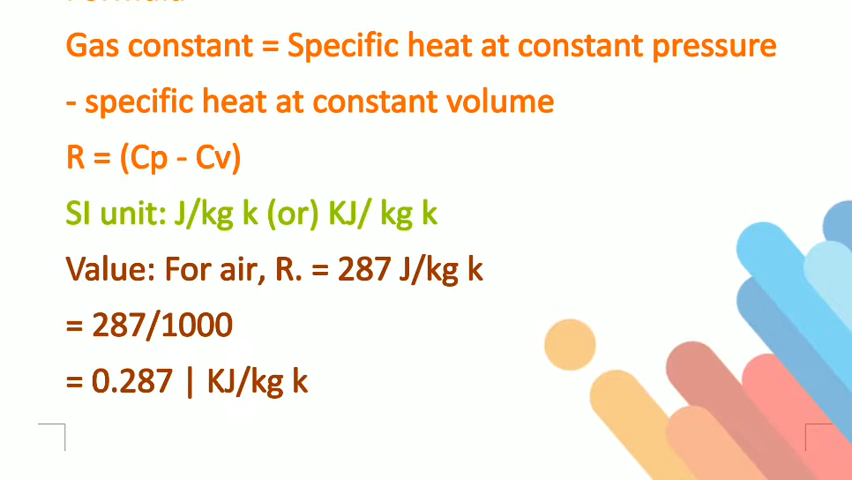 Gas constant = Specific heat at constant pressure
- specific heat at constant volume
R = (Cp - Cv)
SI unit: J/kg k (or) KJ/ kg k
Value: For air, R. = 287 J/kg k
= 287/1000
= 0.287 | KJ/kg k